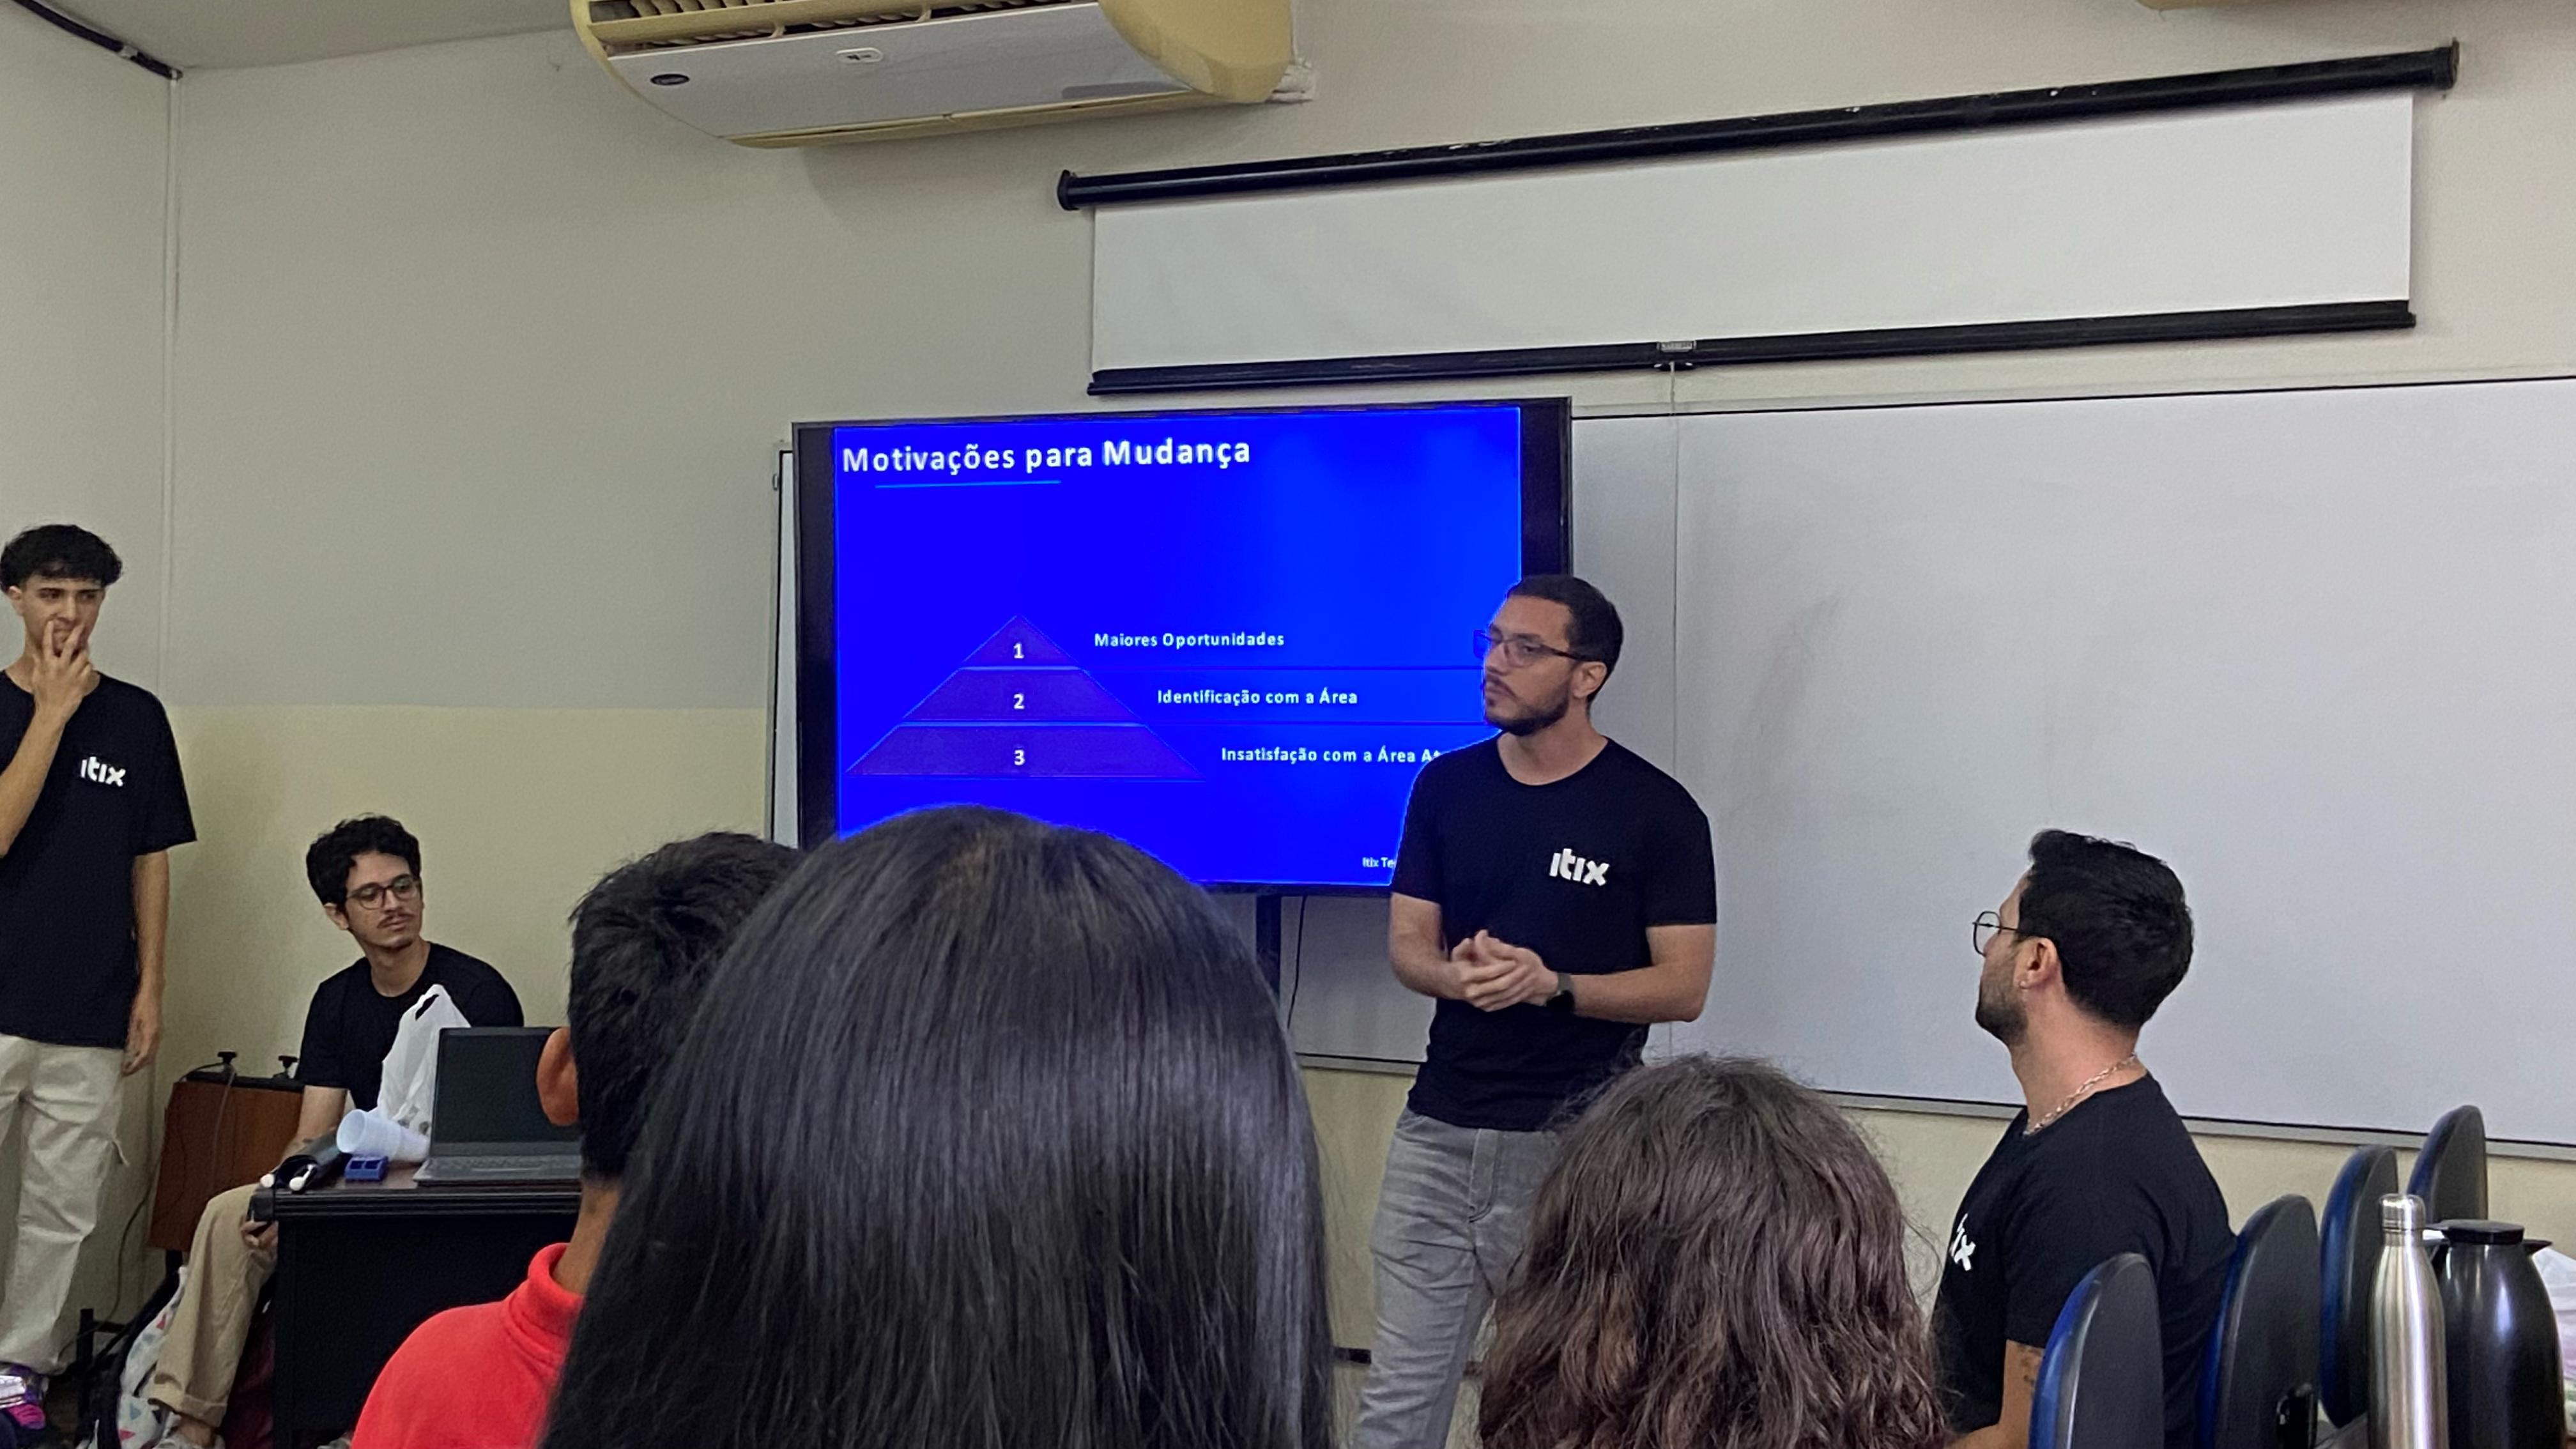 Motivações para Mudança
1
Maiores Oportunidades
2
Identificação com a Área
3
Insatisfação com a Área
Itix
itix
itix